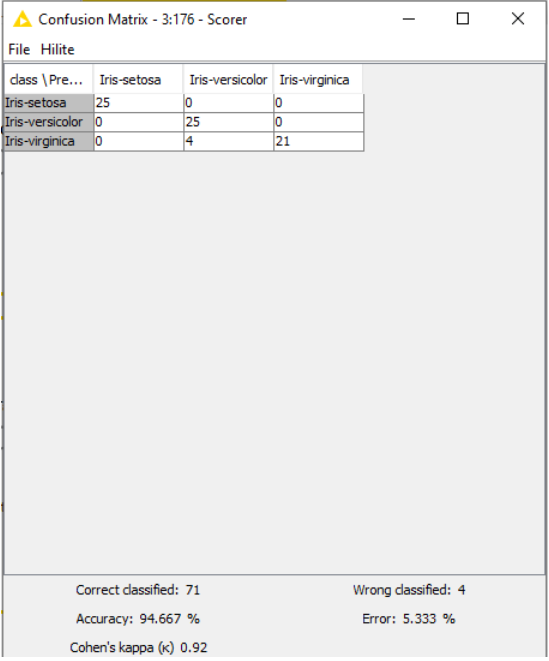 Confusion Matrix - 3:176 - Scorer
File Hilite
class \ Pre... Iris-setosa Iris-versicolor Iris-virginica
Iris-setosa 25 0 0
Iris-versicolor 0 25 0
Iris-virginica 0 4 21
Correct classified: 71 Wrong classified: 4
Accuracy: 94.667 % Error: 5.333 %
Cohen's kappa (κ) 0.92